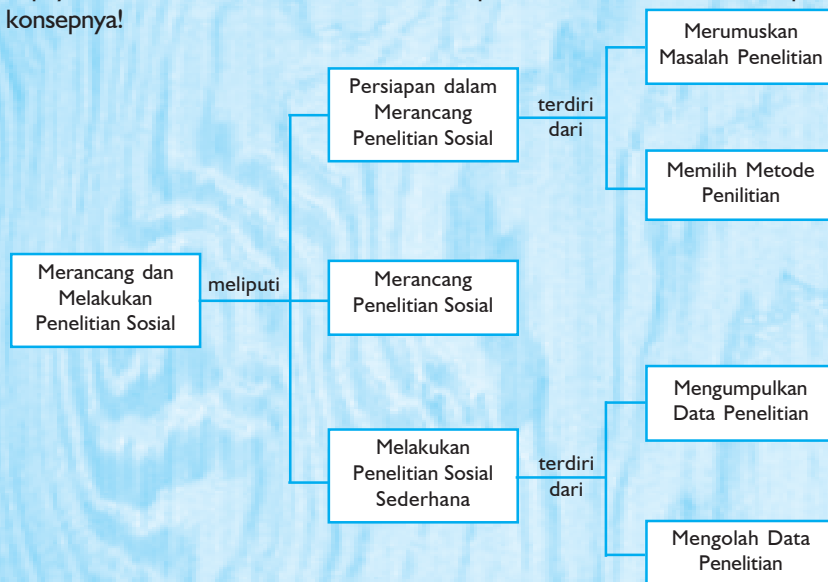 konsepnya!
Merumuskan
Masalah Penelitian
Persiapan dalam
Merancang
Penelitian Sosial
terdiri
dari
Memilih Metode
Penilitian
Merancang dan
Melakukan
Penelitian Sosial
meliputi
Merancang
Penelitian Sosial
Mengumpulkan
Data Penelitian
Melakukan
Penelitian Sosial
Sederhana
terdiri
dari
Mengolah Data
Penelitian